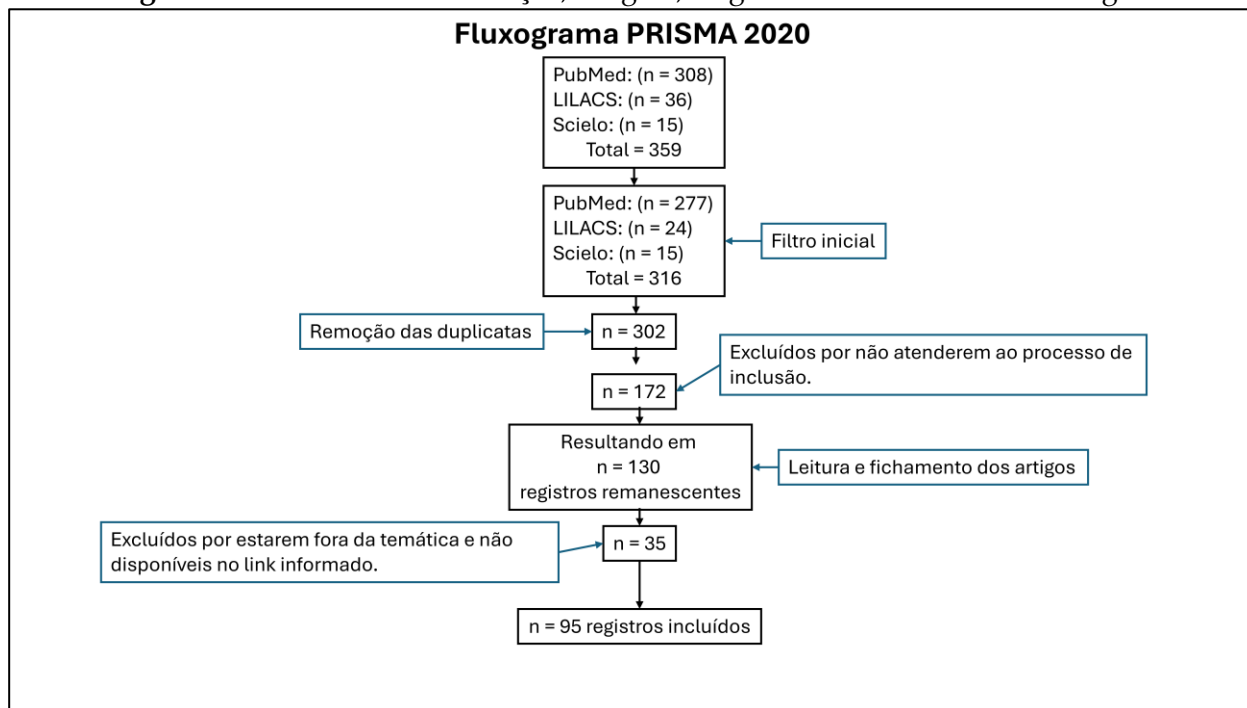 Fluxograma PRISMA 2020
PubMed: (n = 308)
LILACS: (n = 36)
Scielo: (n = 15)
Total = 359
PubMed: (n = 277)
LILACS: (n = 24)
Scielo: (n = 15)
Total = 316
Filtro inicial
Remoção das duplicatas
n = 302
Excluídos por não atenderem ao processo de
inclusão.
n = 172
Resultando em
n = 130
registros remanescentes
Leitura e fichamento dos artigos
Excluídos por estarem fora da temática e não
disponíveis no link informado.
n = 35
n = 95 registros incluídos